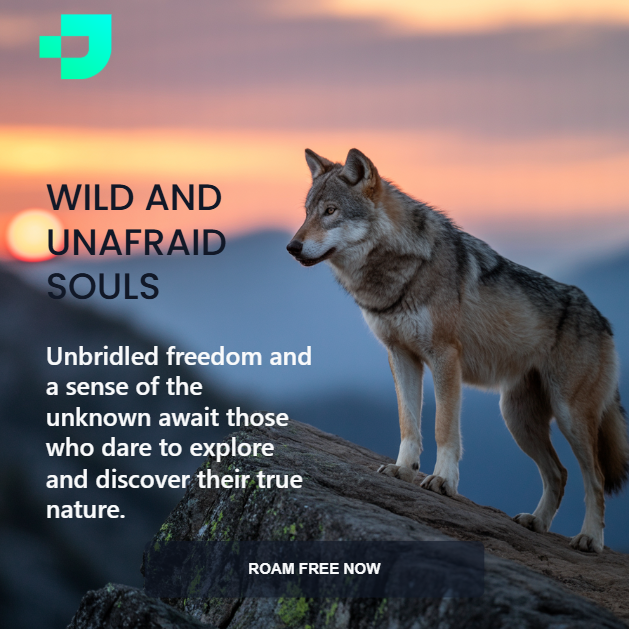 WILD AND
UNAFRAID
SOULS
Unbridled freedom and
a sense of the
unknown await those
who dare to explore
and discover their true
nature.
ROAM FREE NOW